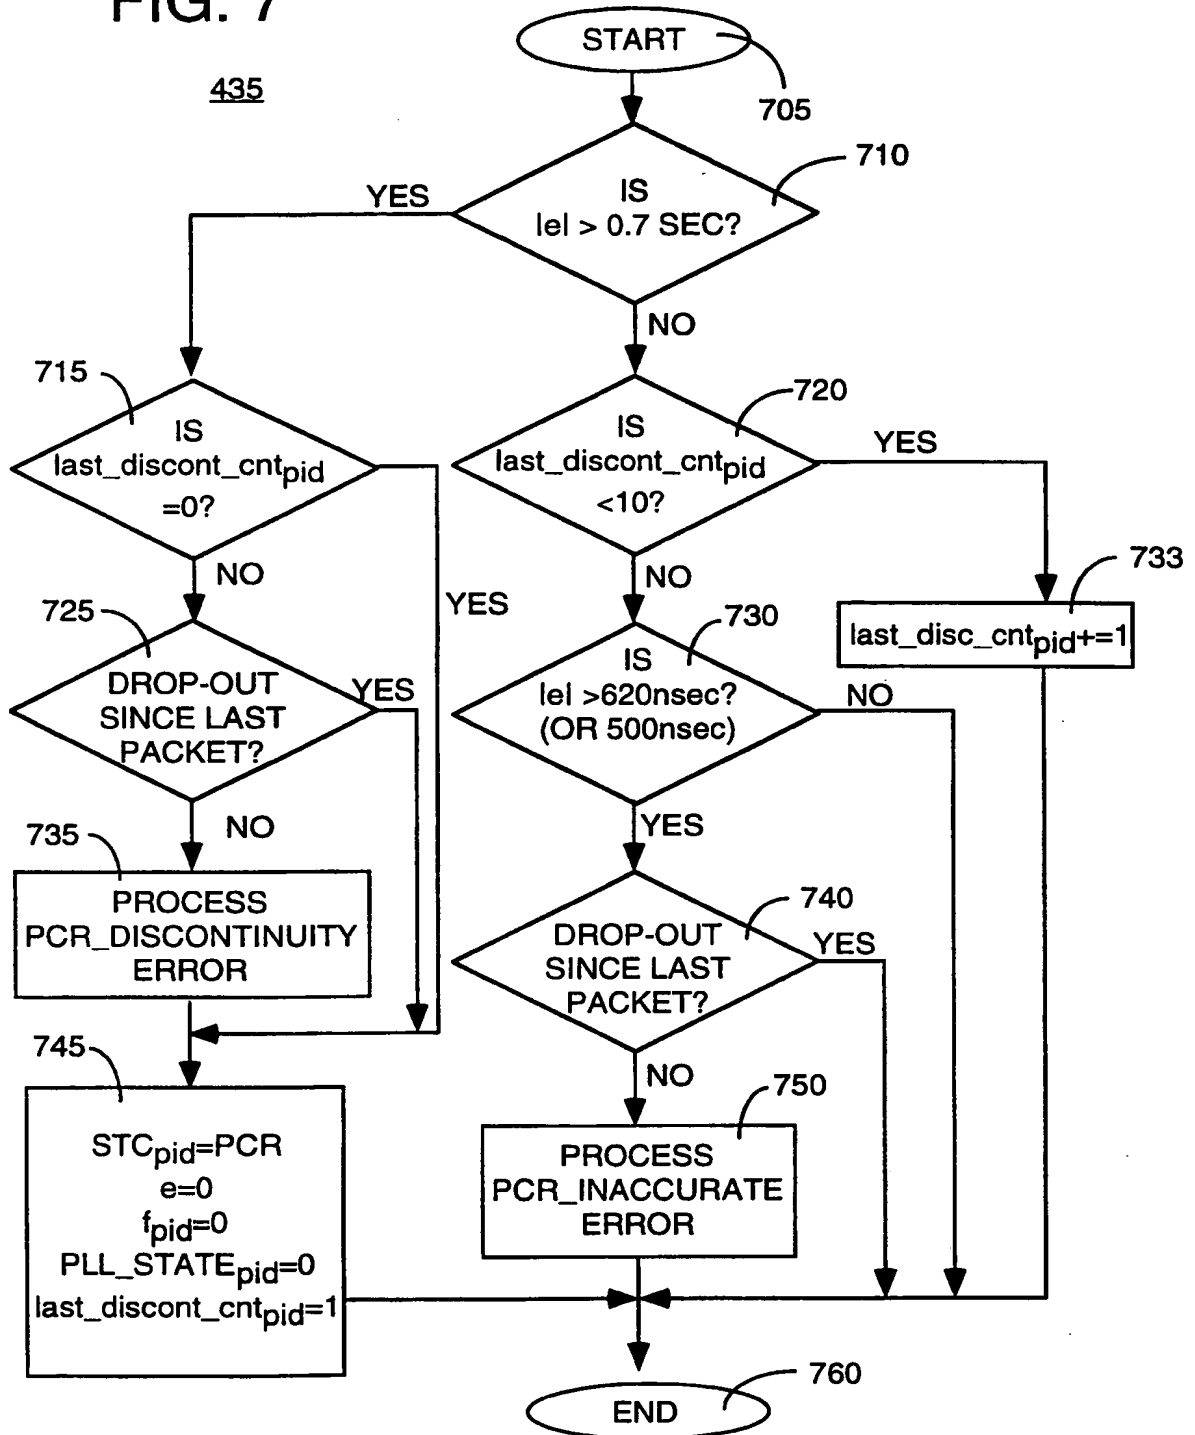 FIG. 7
435
START
705
IS
|e| > 0.7 SEC?
710
YES
NO
715
IS
last_discont_cntpid
=0?
NO
YES
720
IS
last_discont_cntpid
<10?
YES
NO
733
last_disc_cntpid+=1
725
DROP-OUT
SINCE LAST
PACKET?
YES
NO
730
IS
|e| >620nsec?
(OR 500nsec)
NO
YES
735
PROCESS
PCR_DISCONTINUITY
ERROR
740
DROP-OUT
SINCE LAST
PACKET?
YES
NO
745
STCpid=PCR
e=0
fpid=0
PLL_STATEpid=0
last_discont_cntpid=1
750
PROCESS
PCR_INACCURATE
ERROR
760
END